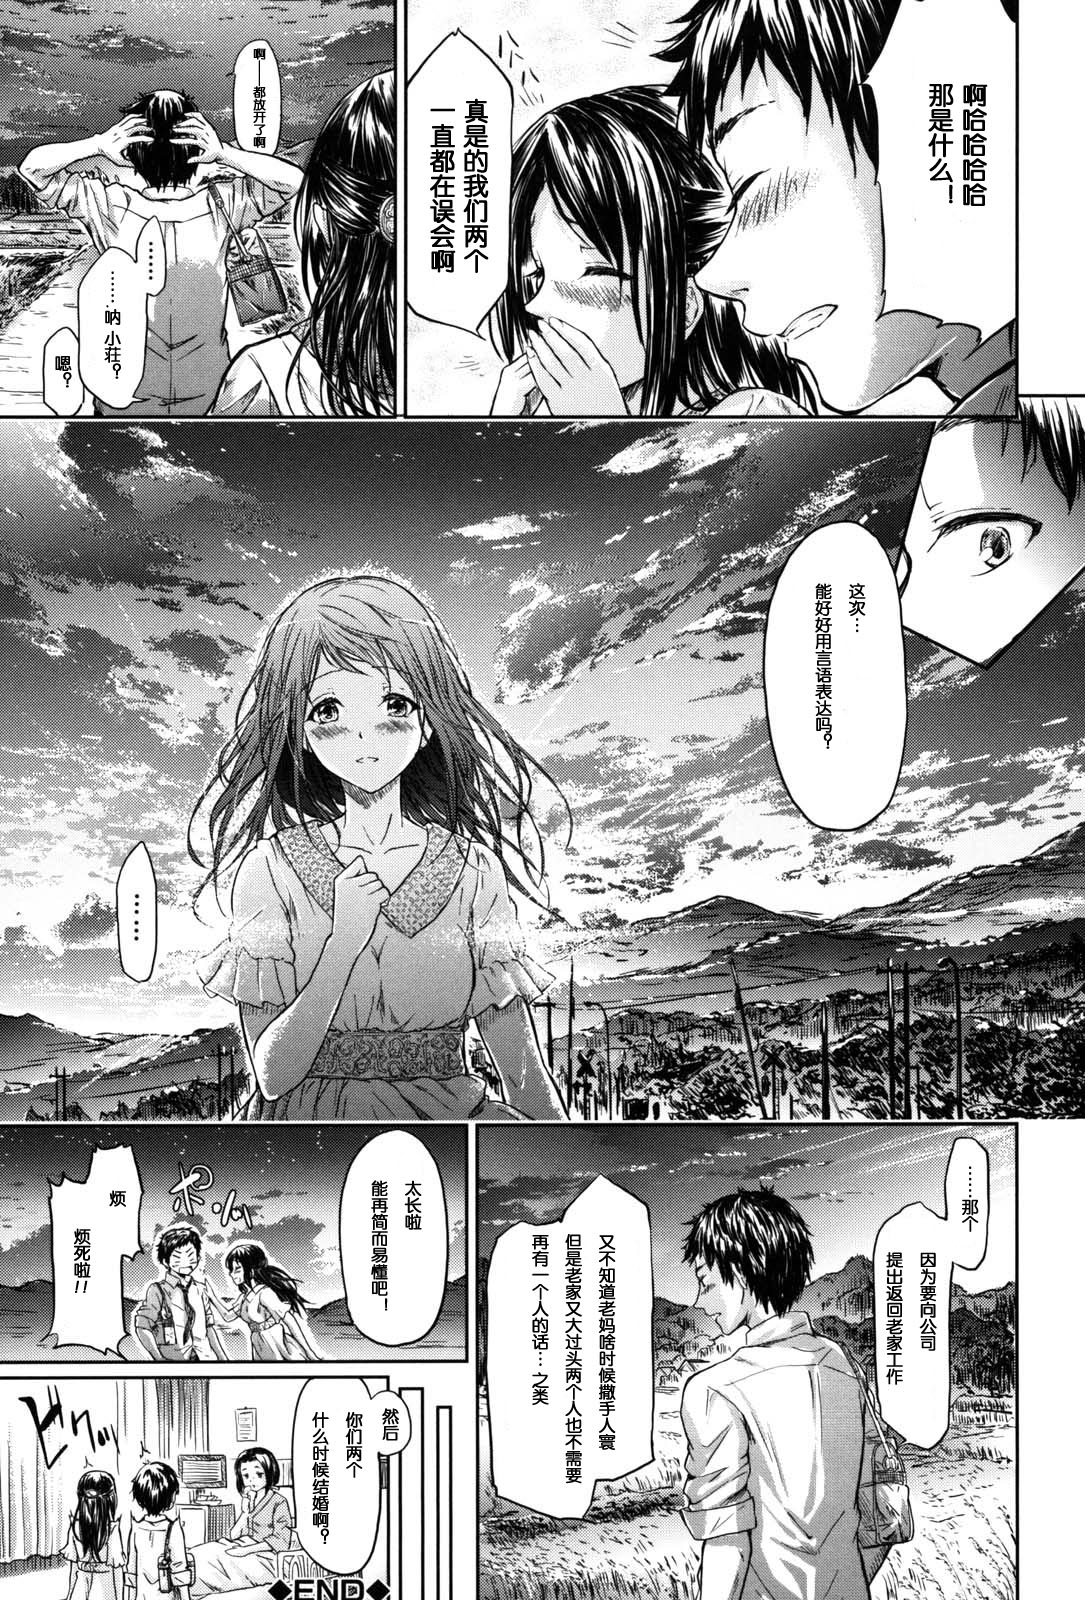 啊哈哈哈哈
那是什么！
真是的我们两个
一直都在误会啊
啊——都放开了啊
……
……呐 小荘？
嗯？
这次…
能好好用言语表达吗？
……
……那个
因为要向公司
提出返回老家工作
又不知道老妈啥时候撒手人寰
但是老家又大过头两个人也不需要
再有一个人的话…之类
太长啦
能再简而易懂吧！
ポン
烦
烦死啦！！
然后
你们两个
什么时候结婚啊？
◆END◆